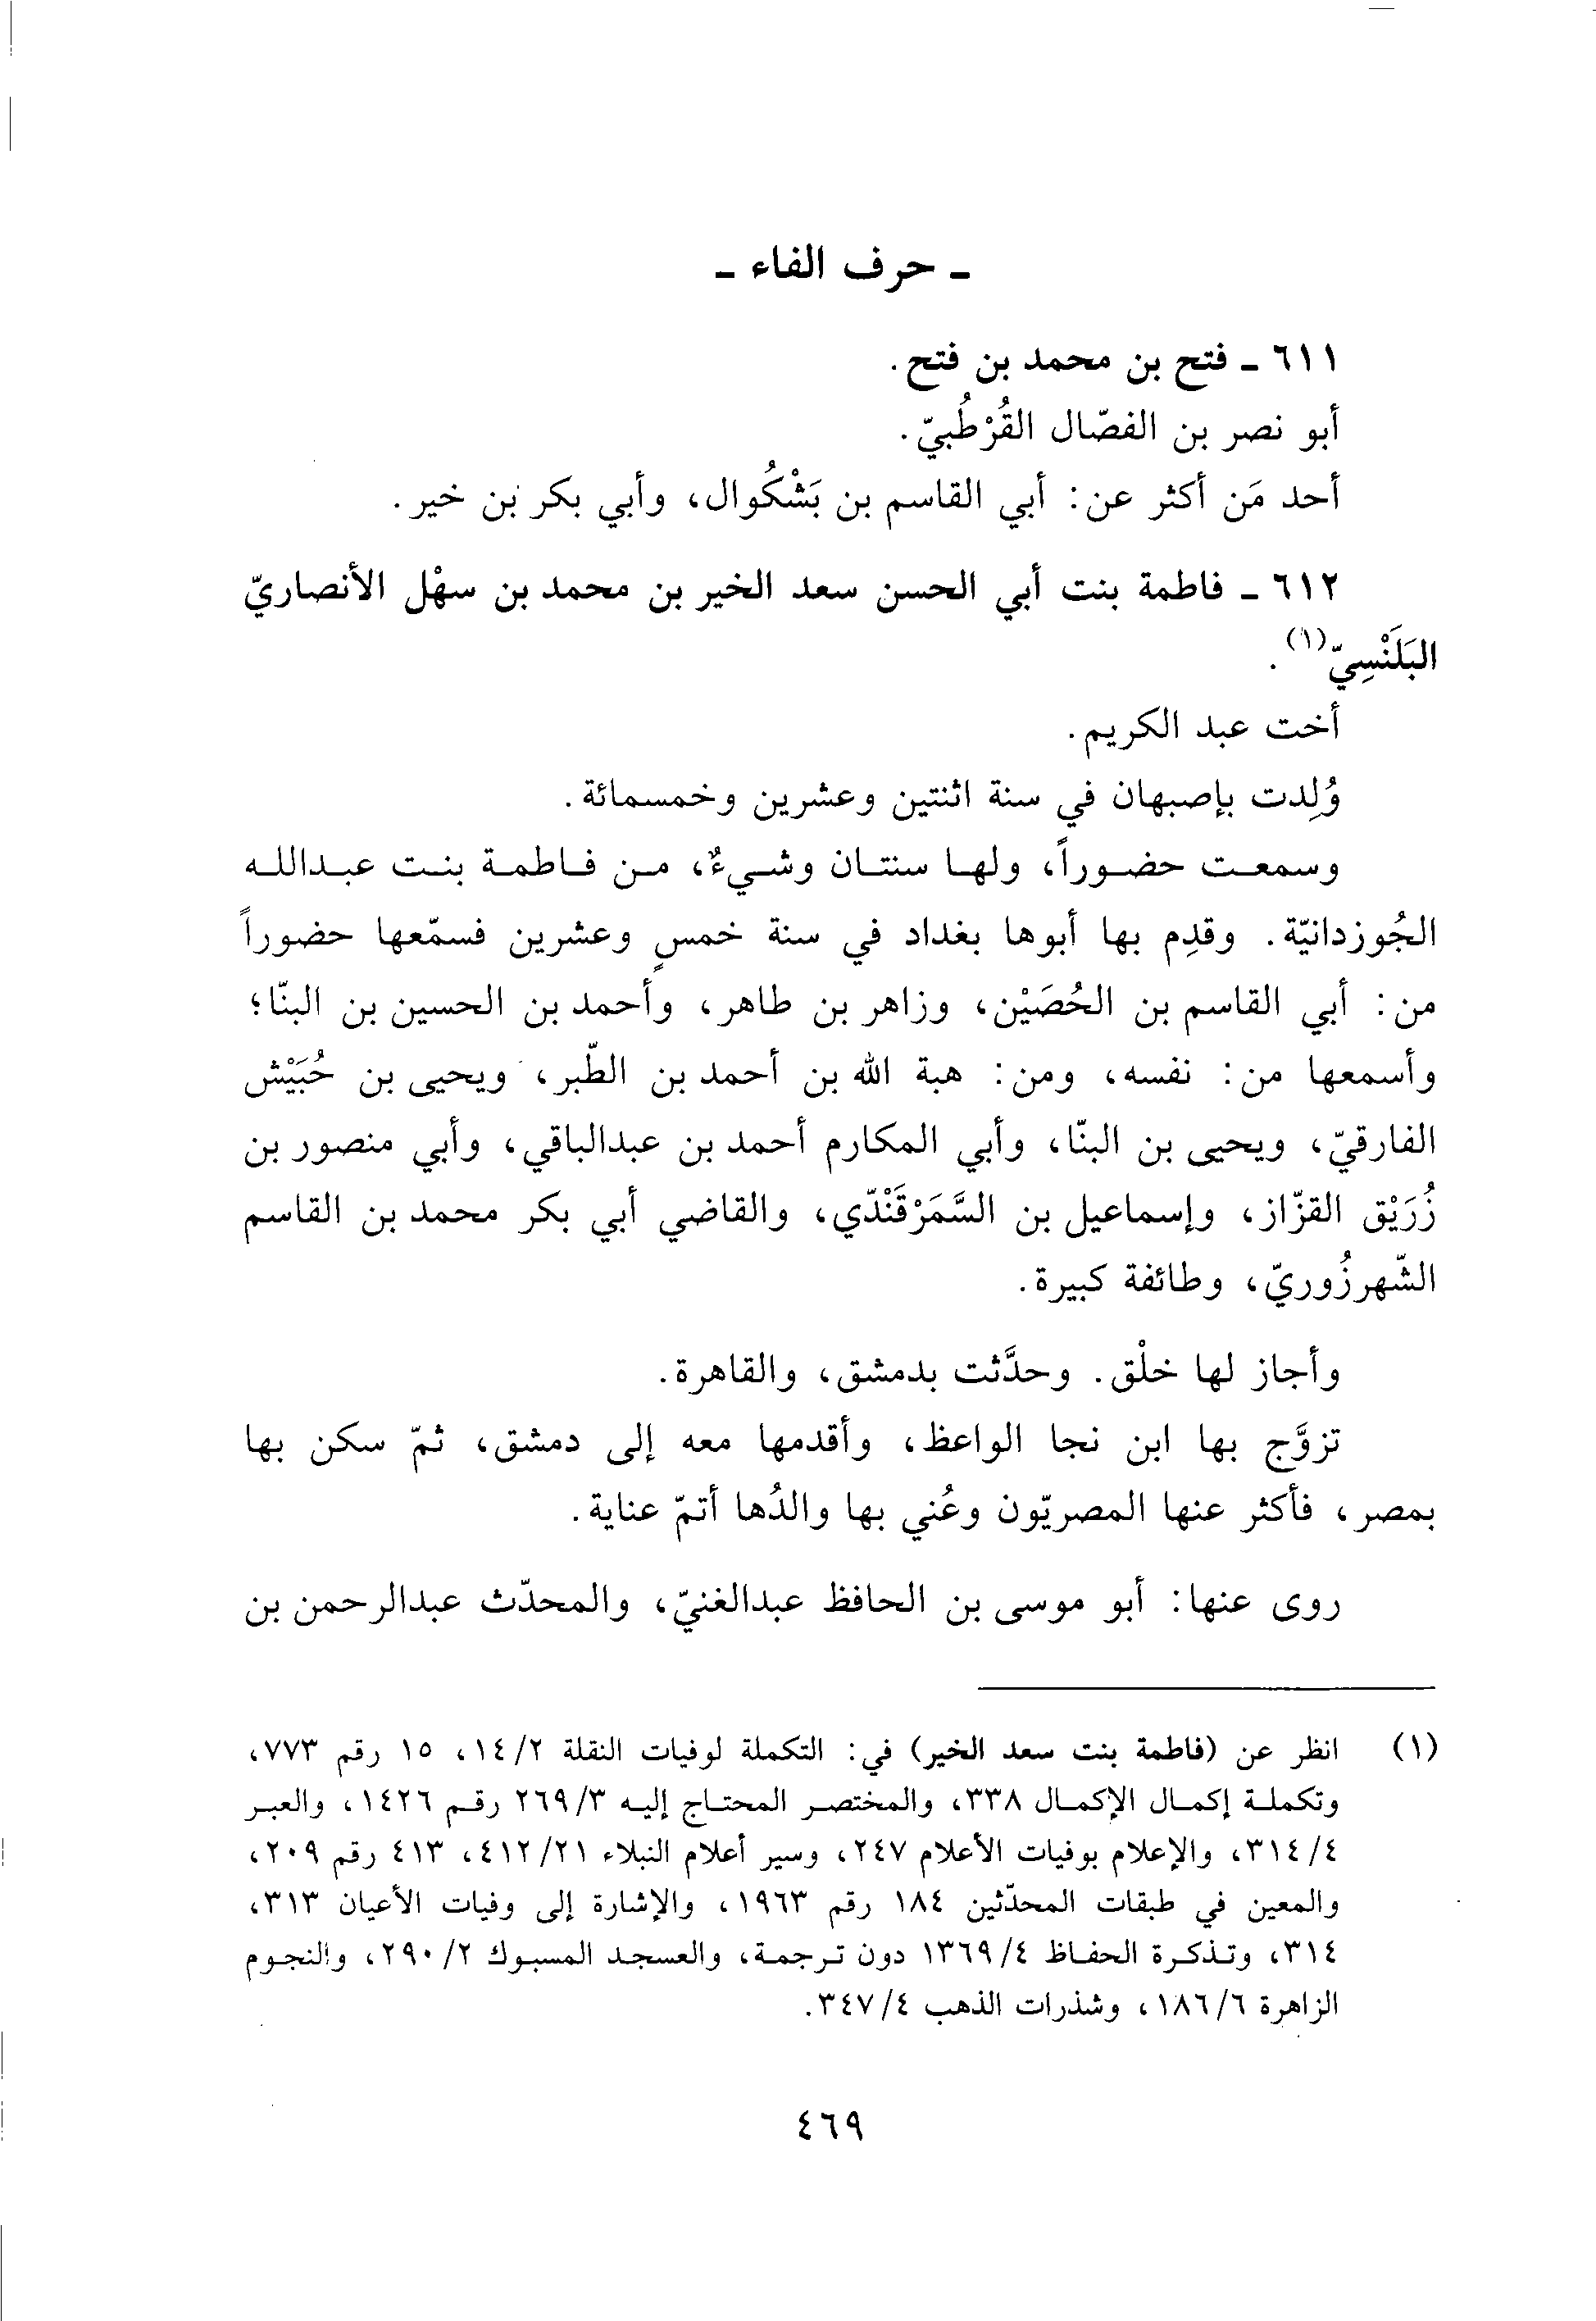 ـ حرف الفاء ـ
٦١١ ـ فتح بن محمد بن فتح.
أبو نصر بن الفصّال القُرْطُبيّ.
أحد مَن أكثر عن: أبي القاسم بن بَشْكُوال، وأبي بكر بن خير.
٦١٢ ـ فاطمة بنت أبي الحسن سعد الخير بن محمد بن سهْل الأنصاريّ
البَلَنْسِيّ(١).
أخت عبد الكريم.
وُلِدت بإصبهان في سنة اثنتين وعشرين وخمسمائة.
وسمعت حضوراً، ولها سنتان وشيءٌ، من فاطمة بنت عبدالله
الجُوزدانيّة. وقدِم بها أبوها بغداد في سنة خمسٍ وعشرين فسمّعها حضوراً
من: أبي القاسم بن الحُصَيْن، وزاهر بن طاهر، وأحمد بن الحسين بن البنّا؛
وأسمعها من: نفسه، ومن: هبة الله بن أحمد بن الطّبر، ويحيى بن حُبَيْش
الفارقيّ، ويحيى بن البنّا، وأبي المكارم أحمد بن عبدالباقي، وأبي منصور بن
زُرَيْق القزّاز، وإسماعيل بن السَّمَرْقَنْدّي، والقاضي أبي بكر محمد بن القاسم
الشّهرزُوريّ، وطائفة كبيرة.
وأجاز لها خلْق. وحدَّثت بدمشق، والقاهرة.
تزوَّج بها ابن نجا الواعظ، وأقدمها معه إلى دمشق، ثمّ سكن بها
بمصر، فأكثر عنها المصريّون وعُني بها والدُها أتمّ عناية.
روى عنها: أبو موسى بن الحافظ عبدالغنيّ، والمحدّث عبدالرحمن بن
(١) انظر عن (فاطمة بنت سعد الخير) في: التكملة لوفيات النقلة ١٤/٢، ١٥ رقم ٧٧٣،
وتكملة إكمال الإكمال ٣٣٨، والمختصر المحتاج إليه ٢٦٩/٣ رقم ١٤٢٦، والعبر
٣١٤/٤، والإعلام بوفيات الأعلام ٢٤٧، وسير أعلام النبلاء ٤١٢/٢١، ٤١٣ رقم ٢٠٩،
والمعين في طبقات المحدّثين ١٨٤ رقم ١٩٦٣، والإشارة إلى وفيات الأعيان ٣١٣،
٣١٤، وتذكرة الحفاظ ١٣٦٩/٤ دون ترجمة، والعسجد المسبوك ٢٩٠/٢، والنجوم
الزاهرة ١٨٦/٦، وشذرات الذهب ٣٤٧/٤.
٤٦٩